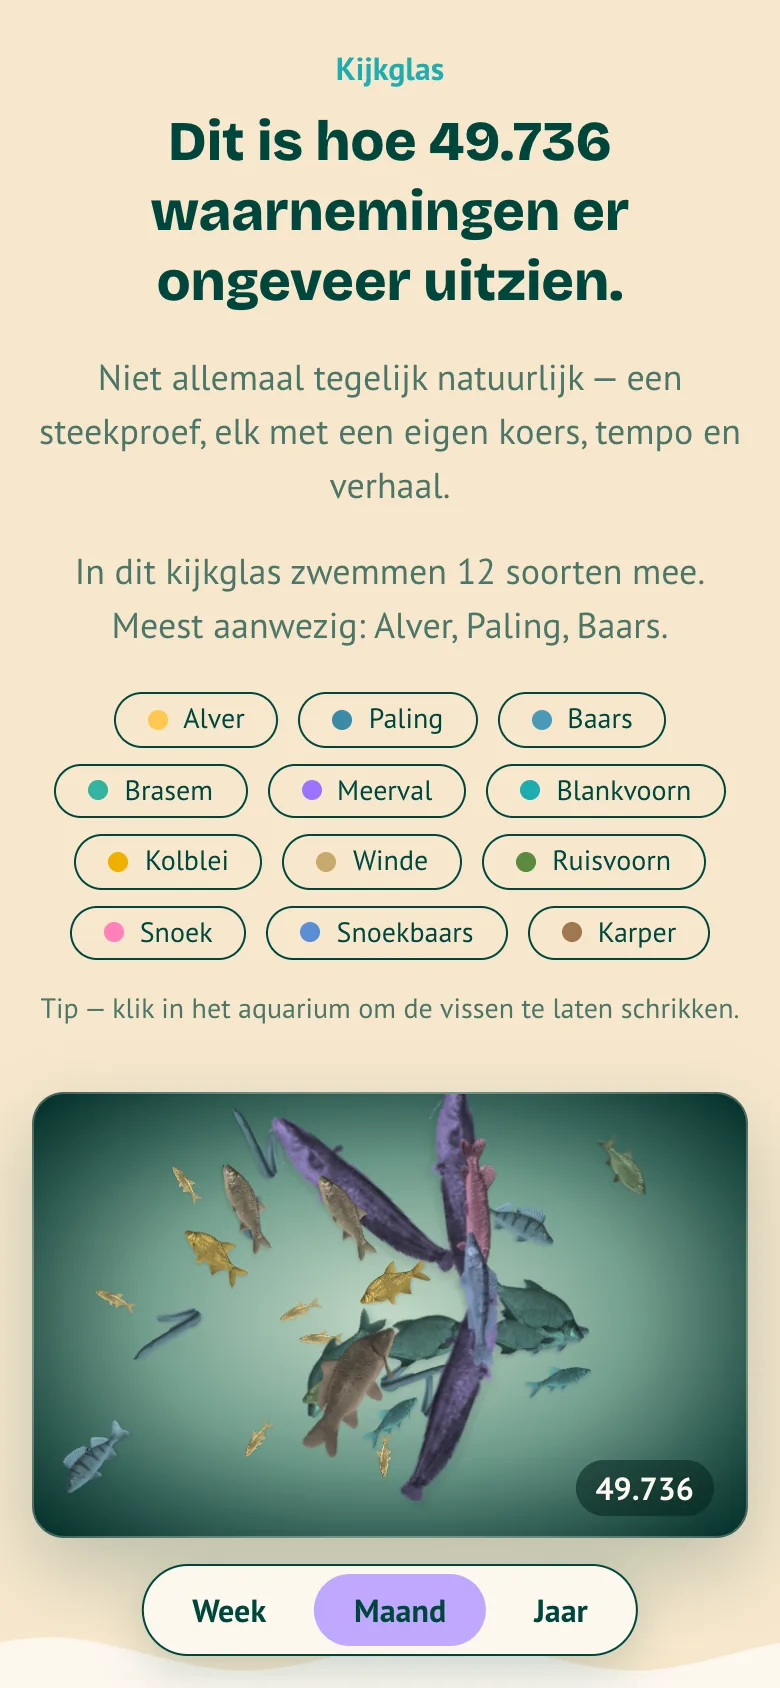 Kijkglas
Dit is hoe 49.736
waarnemingen er
ongeveer uitzien.
Niet allemaal tegelijk natuurlijk — een
steekproef, elk met een eigen koers, tempo en
verhaal.
In dit kijkglas zwemmen 12 soorten mee.
Meest aanwezig: Alver, Paling, Baars.
Alver Paling Baars
Brasem Meerval Blankvoorn
Kolblei Winde Ruisvoorn
Snoek Snoekbaars Karper
Tip — klik in het aquarium om de vissen te laten schrikken.
49.736
Week Maand Jaar